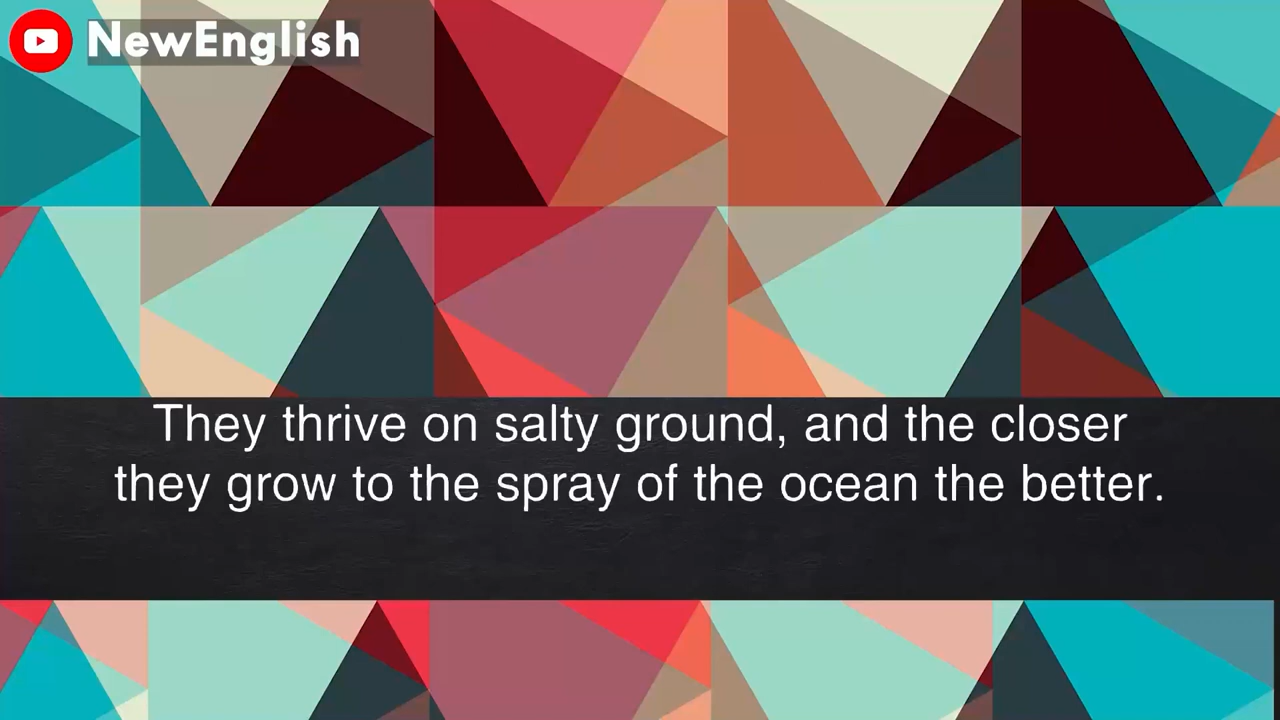 NewEnglish
They thrive on salty ground, and the closer
they grow to the spray of the ocean the better.